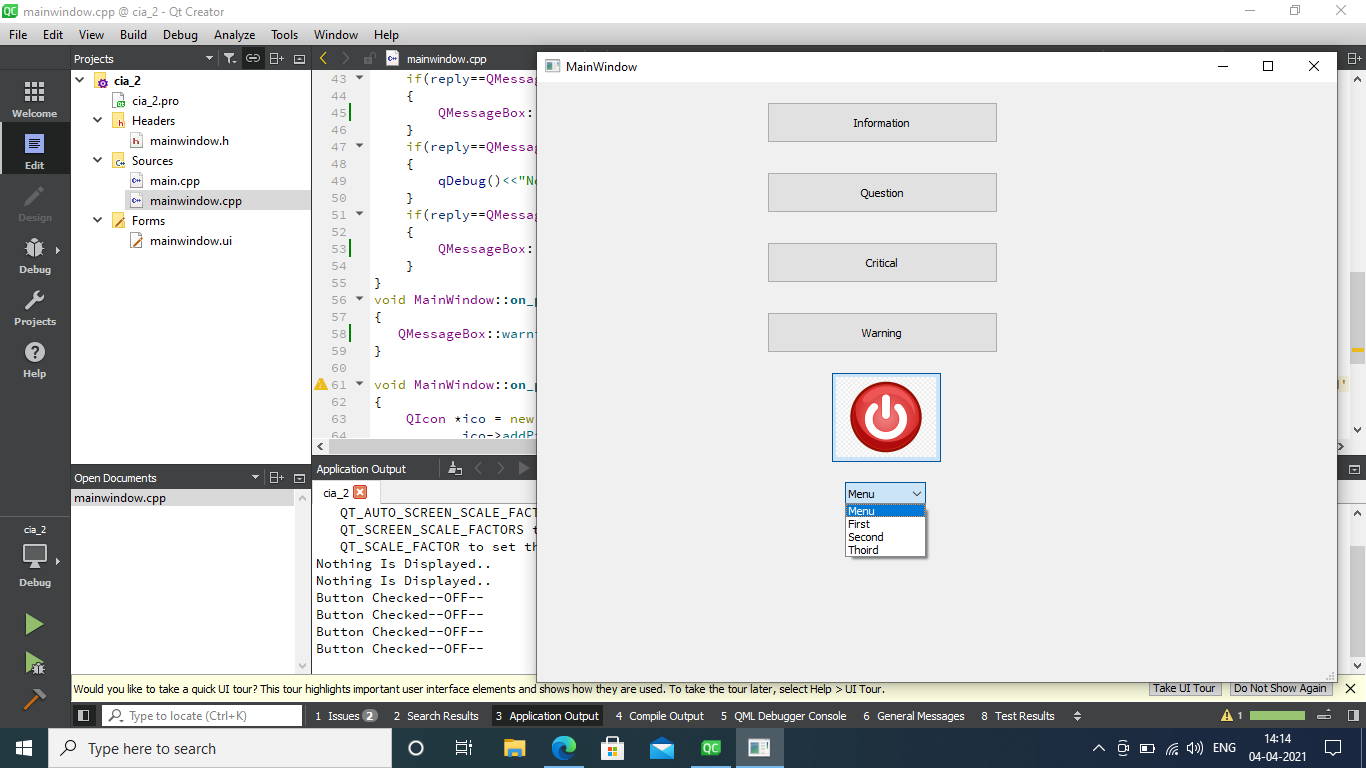 mainwindow.cpp @ cia_2 - Qt Creator
File Edit View Build Debug Analyze Tools Window Help
Projects
mainwindow.cpp
Welcome
Edit
Design
Debug
Projects
Help
cia_2
cia_2.pro
Headers
mainwindow.h
Sources
main.cpp
mainwindow.cpp
Forms
mainwindow.ui
43 if(reply==QMessag
44 {
45 QMessageBox:
46 }
47 if(reply==QMessag
48 {
49 qDebug()<<"N
50 }
51 if(reply==QMessag
52 {
53 QMessageBox:
54 }
55 }
56 void MainWindow::on_
57 {
58 QMessageBox::warn
59 }
60
61 void MainWindow::on_
62 {
63 QIcon *ico = new
64 ico->addP
MainWindow
Information
Question
Critical
Warning
Menu
Menu
First
Second
Thoird
Open Documents
mainwindow.cpp
cia_2
Debug
Application Output
cia_2
QT_AUTO_SCREEN_SCALE_FACT
QT_SCREEN_SCALE_FACTORS
QT_SCALE_FACTOR to set th
Nothing Is Displayed..
Nothing Is Displayed..
Button Checked--OFF--
Button Checked--OFF--
Button Checked--OFF--
Button Checked--OFF--
Would you like to take a quick UI tour? This tour highlights important user interface elements and shows how they are used. To take the tour later, select Help > UI Tour. Take UI Tour Do Not Show Again
Type to locate (Ctrl+K) 1 Issues 2 2 Search Results 3 Application Output 4 Compile Output 5 QML Debugger Console 6 General Messages 8 Test Results 1
Type here to search
QC
ENG
14:14
04-04-2021